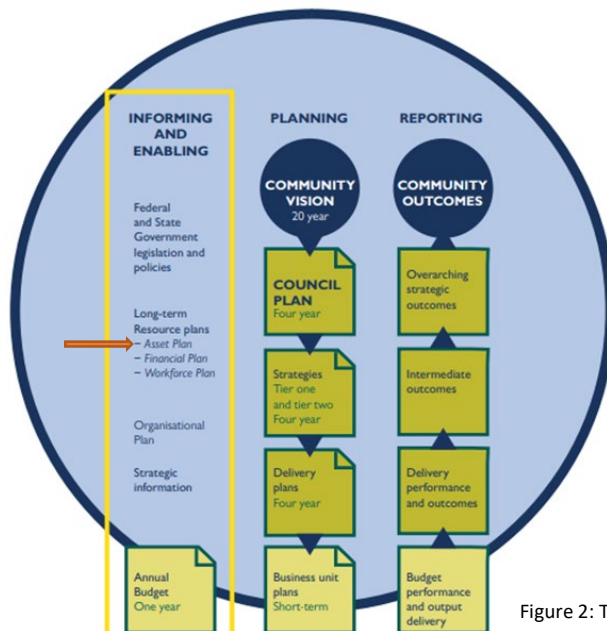 INFORMING
AND
ENABLING
Federal
and State
Government
legislation and
policies
Long-term
Resource plans
– Asset Plan
– Financial Plan
– Workforce Plan
Organisational
Plan
Strategic
information
Annual
Budget
One year
PLANNING
COMMUNITY
VISION
20 year
COUNCIL
PLAN
Four year
Strategies
Tier one
and tier two
Four year
Delivery
plans
Four year
Business unit
plans
Short-term
REPORTING
COMMUNITY
OUTCOMES
Overarching
strategic
outcomes
Intermediate
outcomes
Delivery
performance
and outcomes
Budget
performance
and output
delivery
Figure 2: T